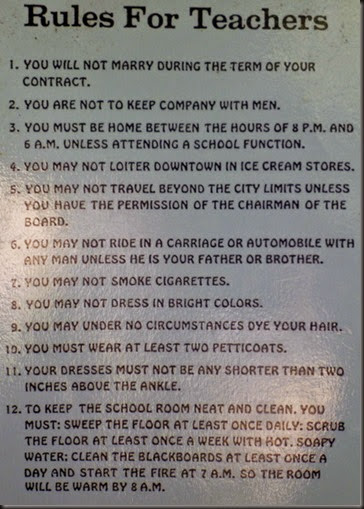 Rules For Teachers
1. YOU WILL NOT MARRY DURING THE TERM OF YOUR
CONTRACT.
2. YOU ARE NOT TO KEEP COMPANY WITH MEN.
3. YOU MUST BE HOME BETWEEN THE HOURS OF 8 P.M. AND
6 A.M. UNLESS ATTENDING A SCHOOL FUNCTION.
4. YOU MAY NOT LOITER DOWNTOWN IN ICE CREAM STORES.
5. YOU MAY NOT TRAVEL BEYOND THE CITY LIMITS UNLESS
YOU HAVE THE PERMISSION OF THE CHAIRMAN OF THE
BOARD.
6. YOU MAY NOT RIDE IN A CARRIAGE OR AUTOMOBILE WITH
ANY MAN UNLESS HE IS YOUR FATHER OR BROTHER.
7. YOU MAY NOT SMOKE CIGARETTES.
8. YOU MAY NOT DRESS IN BRIGHT COLORS.
9. YOU MAY UNDER NO CIRCUMSTANCES DYE YOUR HAIR.
10. YOU MUST WEAR AT LEAST TWO PETTICOATS.
11. YOUR DRESSES MUST NOT BE ANY SHORTER THAN TWO
INCHES ABOVE THE ANKLE.
12. TO KEEP THE SCHOOL ROOM NEAT AND CLEAN. YOU
MUST: SWEEP THE FLOOR AT LEAST ONCE DAILY: SCRUB
THE FLOOR AT LEAST ONCE A WEEK WITH HOT. SOAPY
WATER: CLEAN THE BLACKBOARDS AT LEAST ONCE A
DAY AND START THE FIRE AT 7 A.M. SO THE ROOM
WILL BE WARM BY 8 A.M.